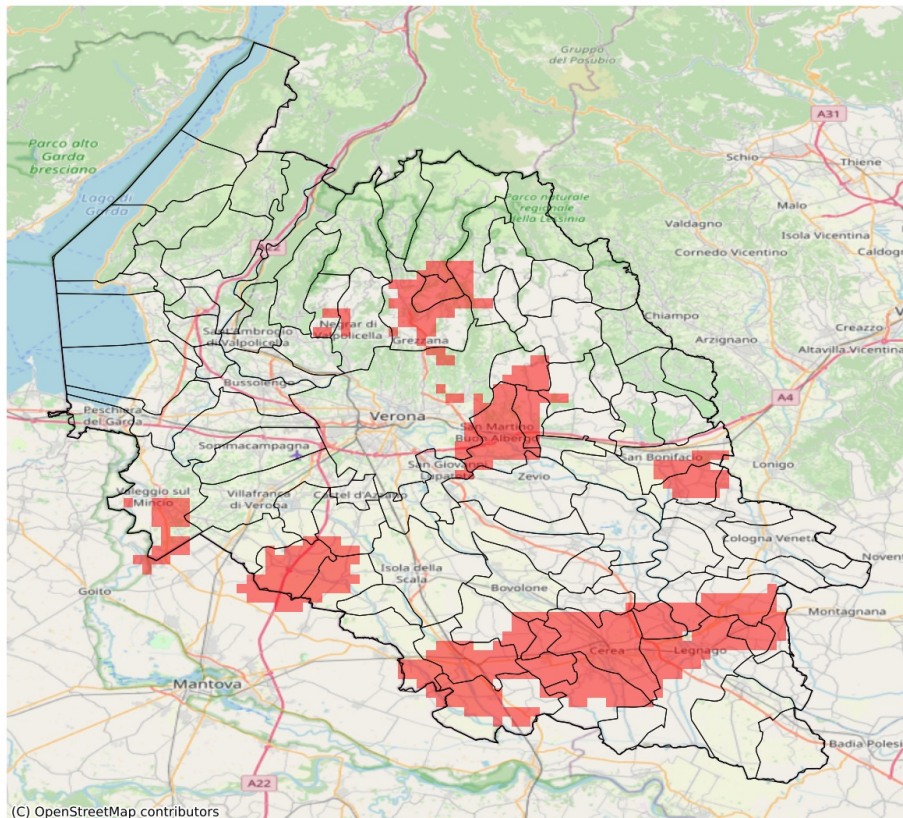 Gruppo
del Pasubio
A31
Parco alto
Garda
bresciano
Schio
Thiene
Lago di
Garda
Parco naturale
regionale
della Lessinia
Malo
Valdagno
Isola Vicentina
A22
Cornedo Vicentino
Caldog
Chiampo
Sant'Ambrogio
di Valpolicella
Negrar di
Valpolicella
Grezzana
Creazzo
Arzignano
Altavilla Vicentina
Bussolengo
A4
Peschiera
del Garda
Verona
Sommacampagna
San Martino
Buon Albergo
San Bonifacio
Lonigo
San Giovanni
Lupatoto
Zevio
Valeggio sul
Mincio
Villafranca
di Verona
Castel d'Azzano
Cologna Veneta
Novent
Isola della
Scala
Goito
Bovolone
Montagnana
Cerea
Legnago
Mantova
Badia Polesi
A22
(C) OpenStreetMap contributors